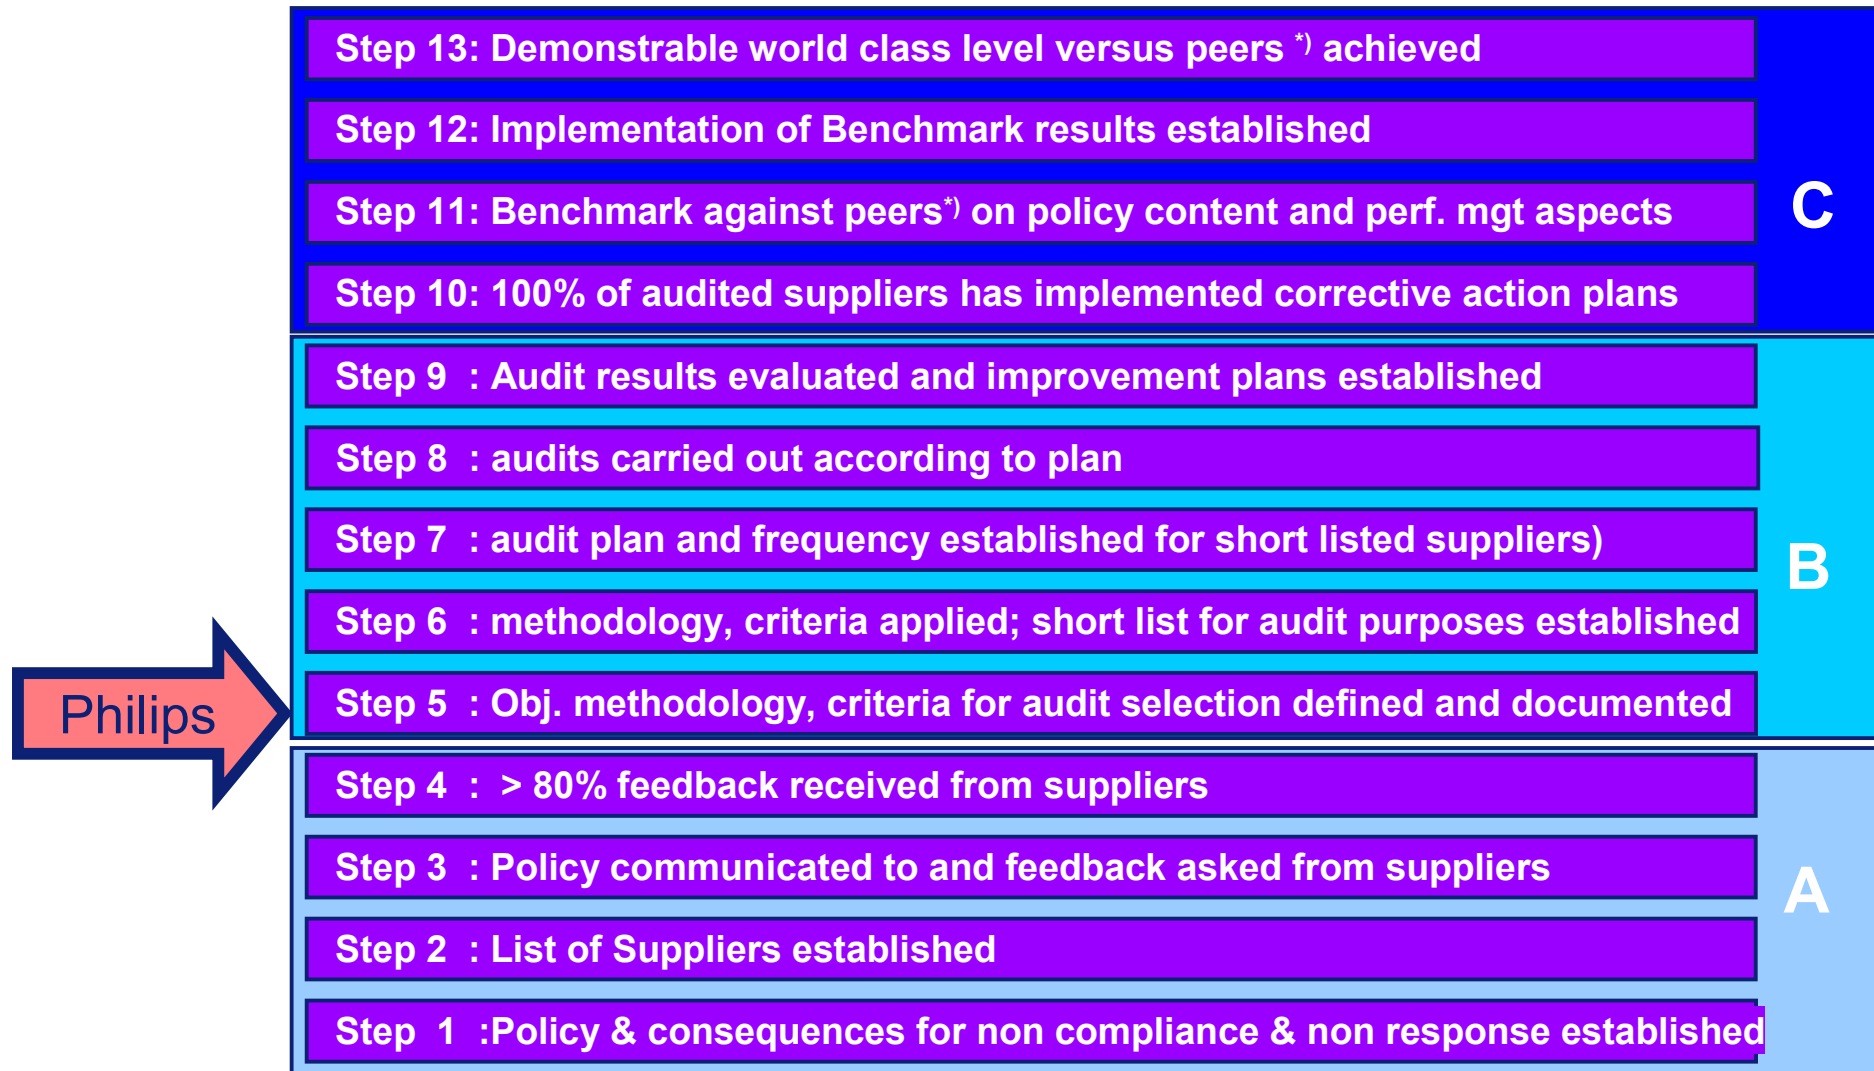 Step 13: Demonstrable world class level versus peers *) achieved
Step 12: Implementation of Benchmark results established
Step 11: Benchmark against peers*) on policy content and perf. mgt aspects
C
Step 10: 100% of audited suppliers has implemented corrective action plans
Step 9 : Audit results evaluated and improvement plans established
Step 8 : audits carried out according to plan
Step 7 : audit plan and frequency established for short listed suppliers)
B
Step 6 : methodology, criteria applied; short list for audit purposes established
Philips
Step 5 : Obj. methodology, criteria for audit selection defined and documented
Step 4 : > 80% feedback received from suppliers
Step 3 : Policy communicated to and feedback asked from suppliers
A
Step 2 : List of Suppliers established
Step 1 :Policy & consequences for non compliance & non response established